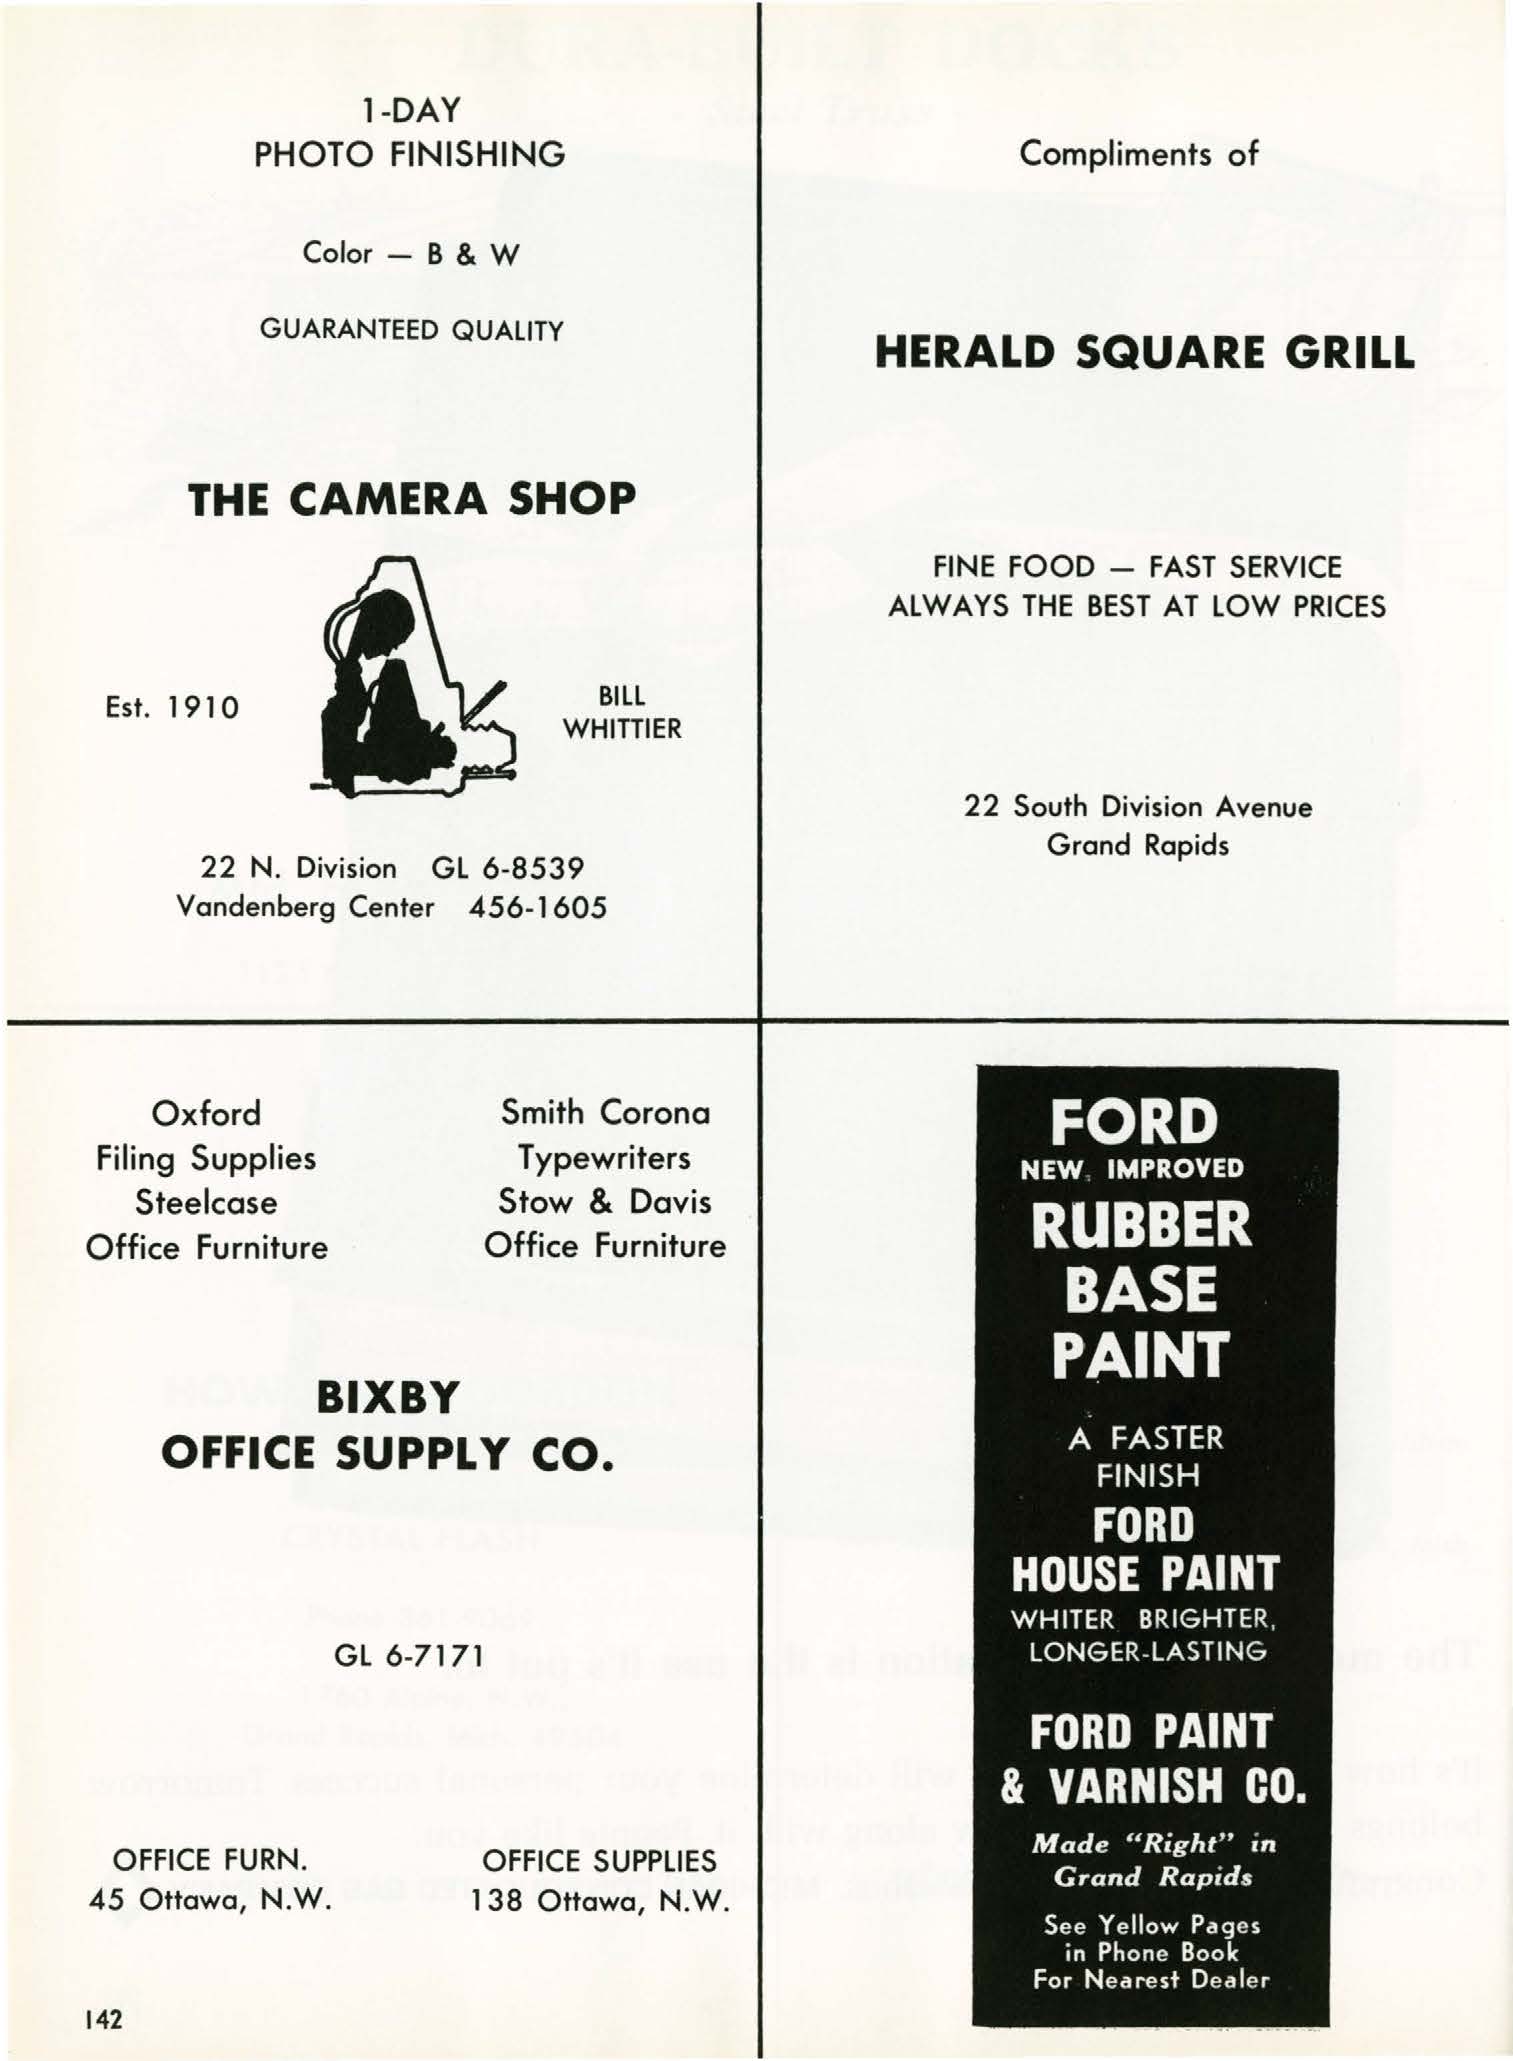 1-DAY
PHOTO FINISHING
Color — B & W
GUARANTEED QUALITY
THE CAMERA SHOP
Est. 1910
BILL
WHITTIER
22 N. Division GL 6-8539
Vandenberg Center 456-1605
Compliments of
HERALD SQUARE GRILL
FINE FOOD — FAST SERVICE
ALWAYS THE BEST AT LOW PRICES
22 South Division Avenue
Grand Rapids
Oxford
Filing Supplies
Steelcase
Office Furniture
Smith Corona
Typewriters
Stow & Davis
Office Furniture
BIXBY
OFFICE SUPPLY CO.
GL 6-7171
OFFICE FURN.
45 Ottawa, N.W.
OFFICE SUPPLIES
138 Ottawa, N.W.
FORD
NEW, IMPROVED
RUBBER
BASE
PAINT
A FASTER
FINISH
FORD
HOUSE PAINT
WHITER BRIGHTER,
LONGER-LASTING
FORD PAINT
& VARNISH CO.
Made "Right" in
Grand Rapids
See Yellow Pages
in Phone Book
For Nearest Dealer
142